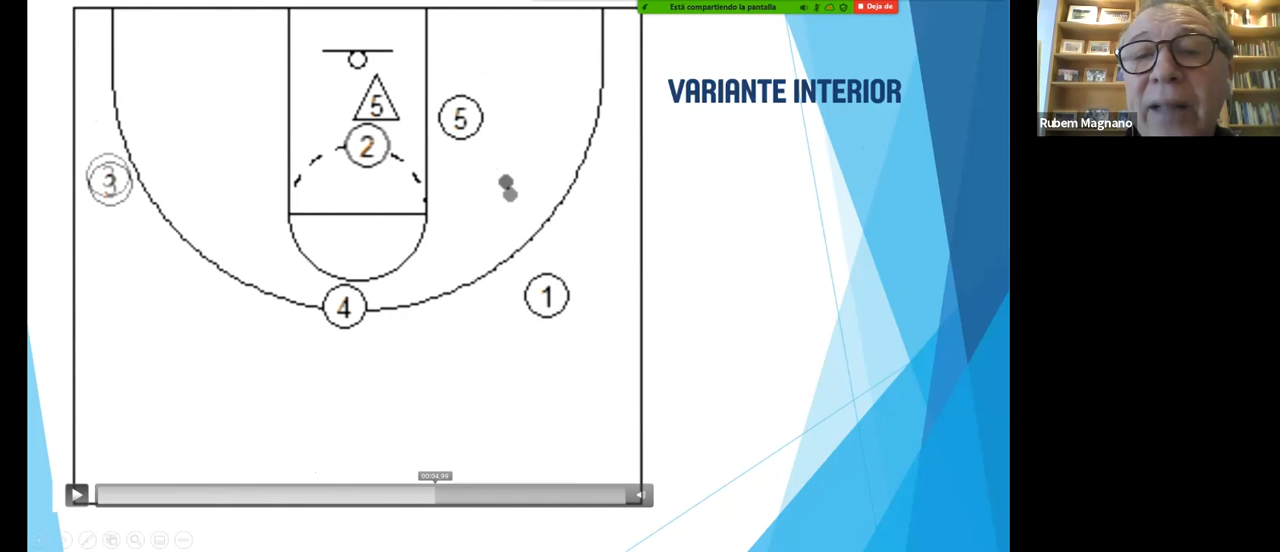 Está compartiendo la pantalla
Deja de
VARIANTE INTERIOR
Rubem Magnano
5
5
2
3
4
1
00:04,99